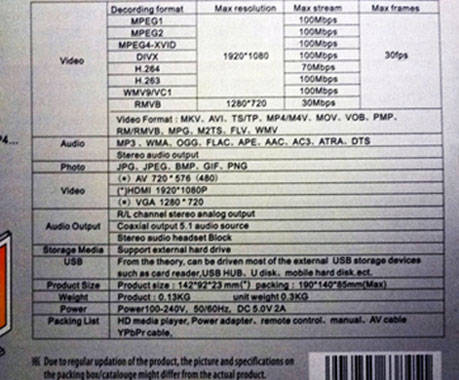 Decording format Max resolution Max stream Max frames
MPEG1 100Mbps
MPEG2 100Mbps
MPEG4-XVID 100Mbps
Video DIVX 1920*1080 100Mbps 30fps
H.264 70Mbps
H.263 100Mbps
WMV9/VC1 100Mbps
RMVB 1280*720 30Mbps
Video Format : MKV、AVI、TS/TP、MP4/M4V、MOV、VOB、PMP、
RM/RMVB、MPG、M2TS、FLV、WMV
Audio MP3 、WMA、OGG、FLAC、APE、AAC、AC3、ATRA、DTS
Stereo audio output
Photo JPG、JPEG、BMP、GIF、PNG
(*) AV 720*576 (480)
Video (*)HDMI 1920*1080P
(*) VGA 1280*720
R/L channel stereo analog output
Audio Output Coaxial output 5.1 audio source
Stereo audio headset Block
Storage Media Support external hard drive
USB From the theory, can be driven most of the external USB storage devices
such as card reader,USB HUB、U disk、mobile hard disk,ect.
Product Size Product size : 142*92*23 mm(*) packing : 190*140*85mm(Max)
Weight Product : 0.13KG unit weight 0.3KG
Power Power100-240V, 50/60Hz, DC 5.0V 2A
Packing List HD media player, Power adapter、remote control、manual、AV cable
YPbPr cable,
※ Due to regular updation of the product, the picture and specifications on
the packing box/catalouge might differ from the actual product.